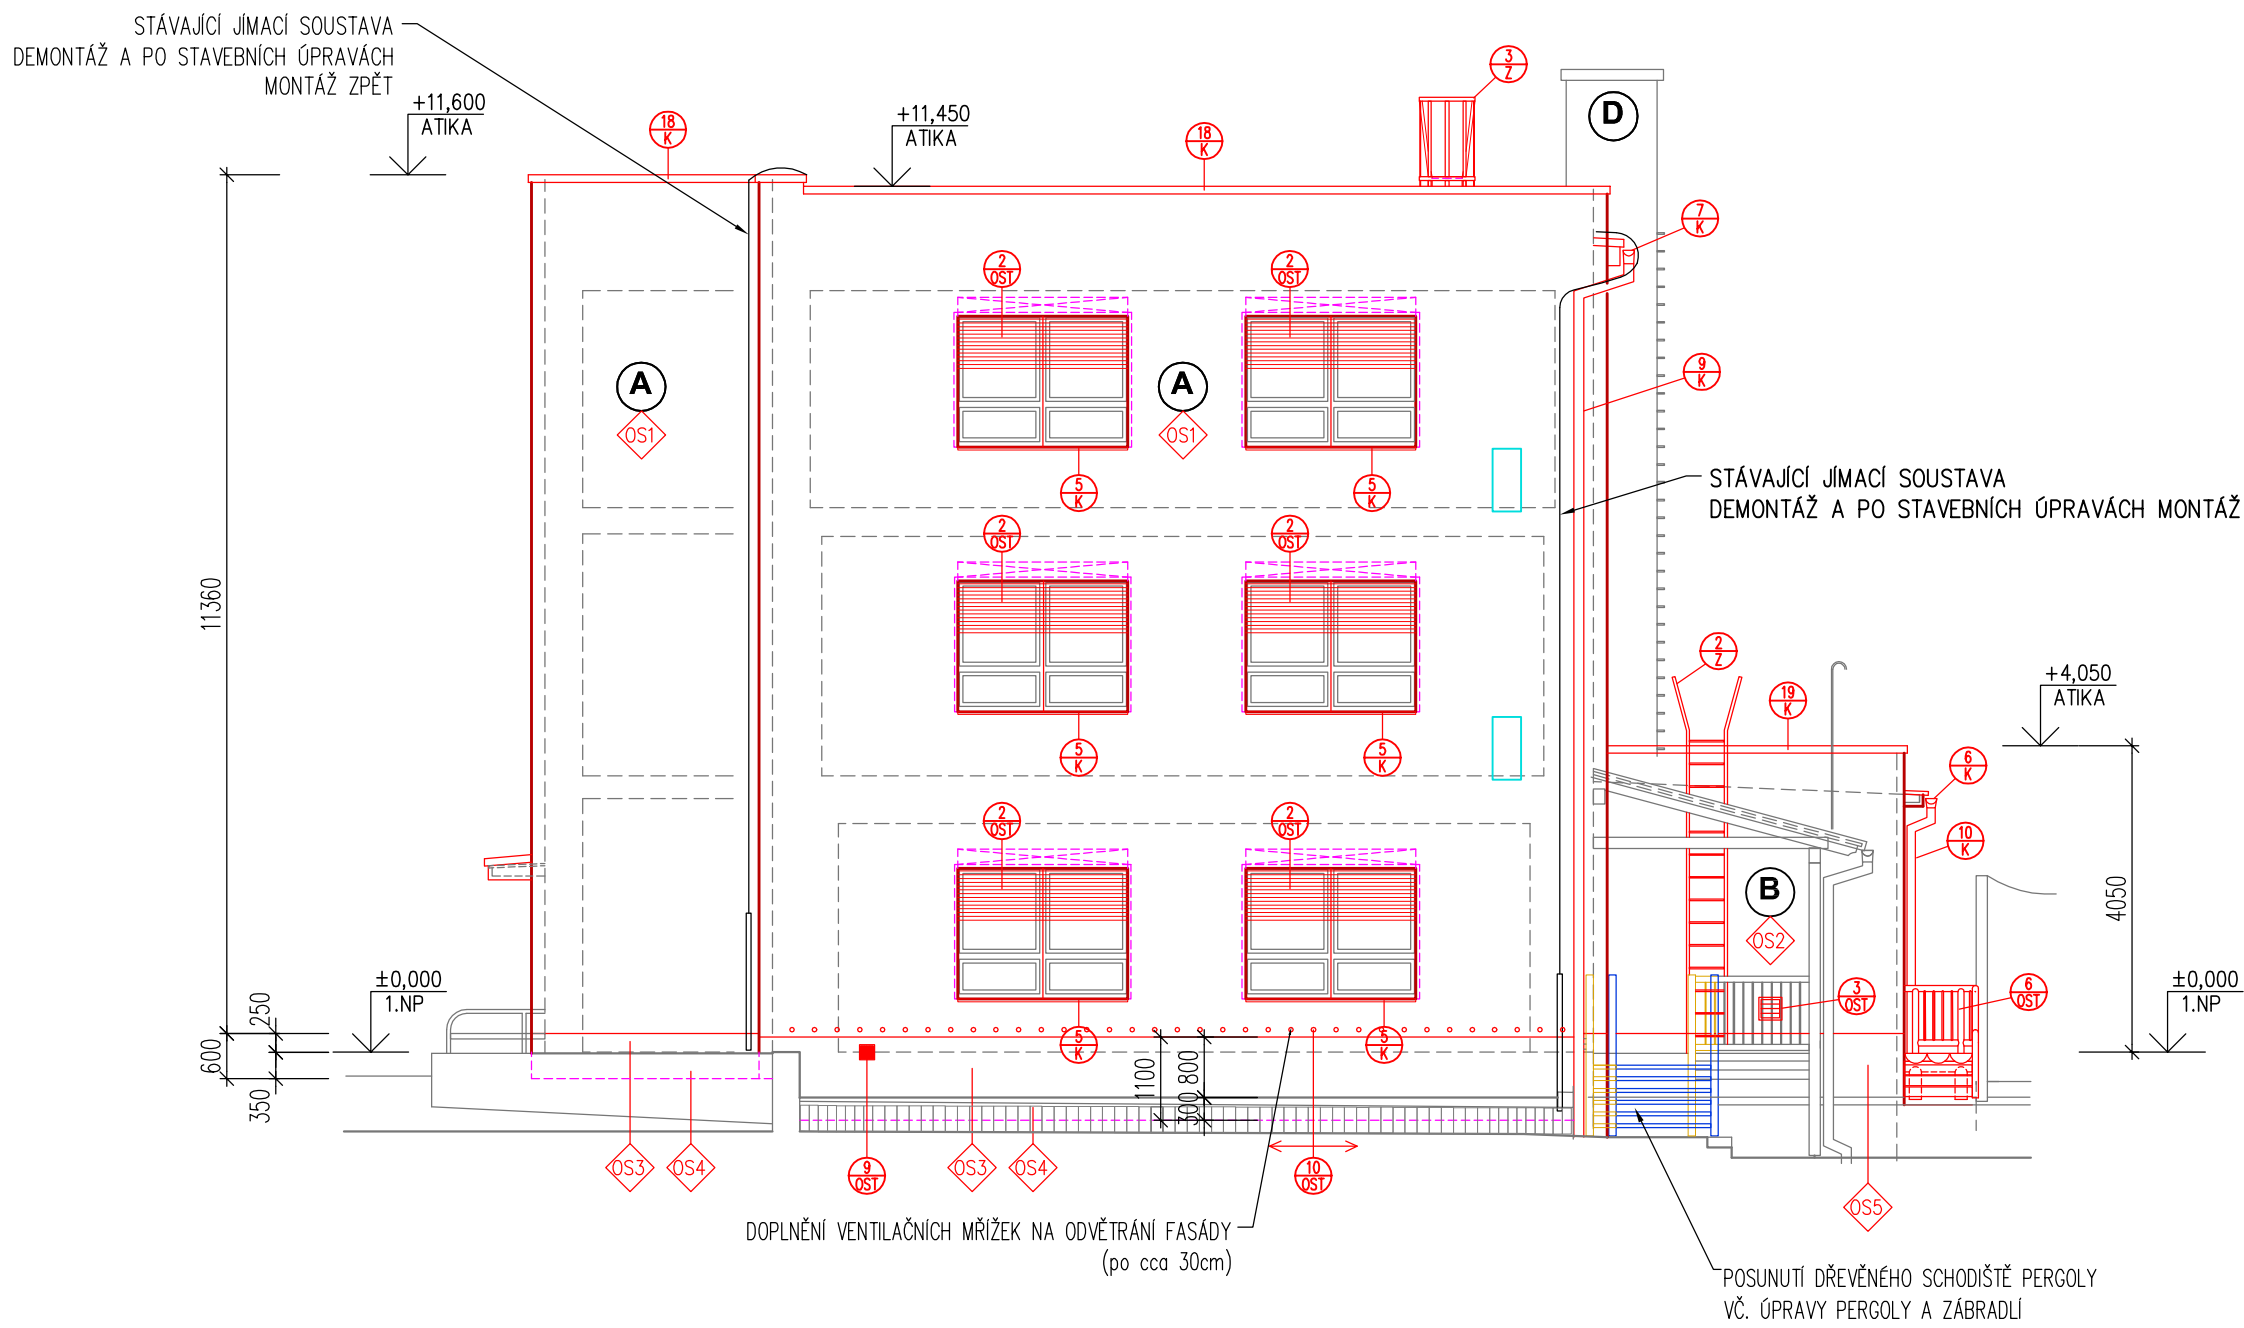 STÁVAJÍCÍ JÍMACÍ SOUSTAVA
DEMONTÁŽ A PO STAVEBNÍCH ÚPRAVÁCH
MONTÁŽ ZPĚT
+11,600
ATIKA
18
K
+11,450
ATIKA
18
K
3
Z
D
7
K
2
OST
2
OST
9
K
A
OS1
A
OS1
5
K
5
K
STÁVAJÍCÍ JÍMACÍ SOUSTAVA
DEMONTÁŽ A PO STAVEBNÍCH ÚPRAVÁCH MONTÁŽ
2
OST
2
OST
11360
2
Z
19
K
+4,050
ATIKA
5
K
5
K
6
K
2
OST
2
OST
10
K
B
OS2
4050
±0,000
1.NP
±0,000
1.NP
3
OST
6
OST
250
600
350
5
K
5
K
1100
800
300
OS3
OS4
9
OST
OS3
OS4
10
OST
OS5
DOPLNĚNÍ VENTILAČNÍCH MŘÍŽEK NA ODVĚTRÁNÍ FASÁDY
(po cca 30cm)
POSUNUTÍ DŘEVĚNÉHO SCHODIŠTĚ PERGOLY
VČ. ÚPRAVY PERGOLY A ZÁBRADLÍ